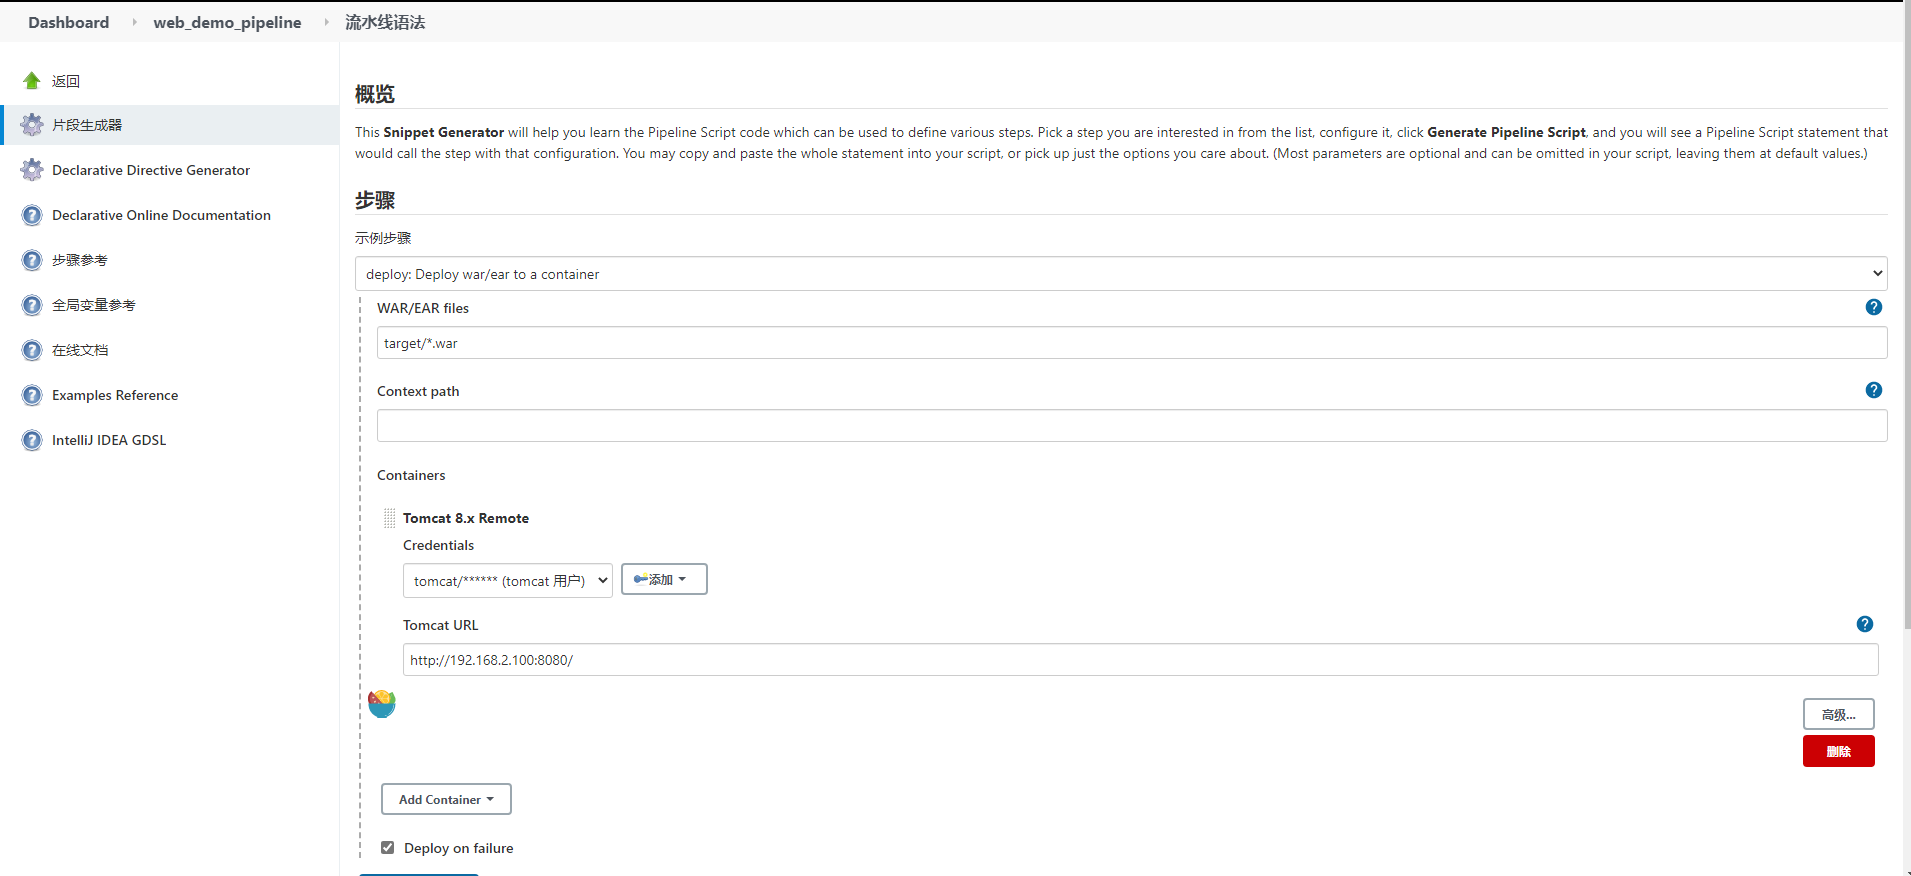 Dashboard
web_demo_pipeline
流水线语法
返回
片段生成器
Declarative Directive Generator
Declarative Online Documentation
步骤参考
全局变量参考
在线文档
Examples Reference
IntelliJ IDEA GDSL
概览
This Snippet Generator will help you learn the Pipeline Script code which can be used to define various steps. Pick a step you are interested in from the list, configure it, click Generate Pipeline Script, and you will see a Pipeline Script statement that
would call the step with that configuration. You may copy and paste the whole statement into your script, or pick up just the options you care about. (Most parameters are optional and can be omitted in your script, leaving them at default values.)
步骤
示例步骤
deploy: Deploy war/ear to a container
WAR/EAR files
target/*.war
Context path
Containers
Tomcat 8.x Remote
Credentials
tomcat/****** (tomcat 用户)
添加
Tomcat URL
http://192.168.2.100:8080/
高级...
删除
Add Container
Deploy on failure